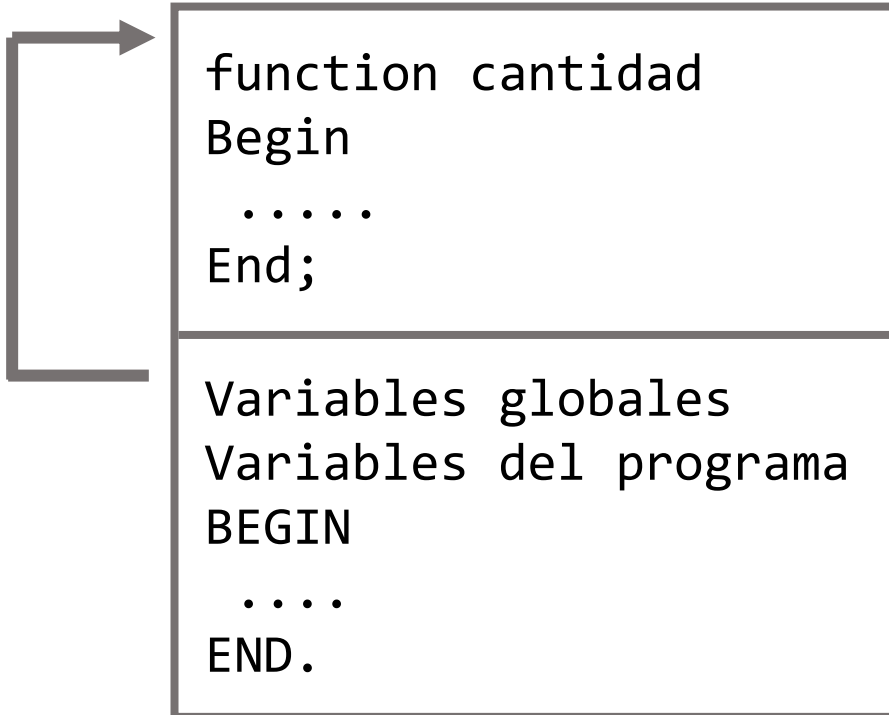 function cantidad
Begin
.....
End;
Variables globales
Variables del programa
BEGIN
....
END.